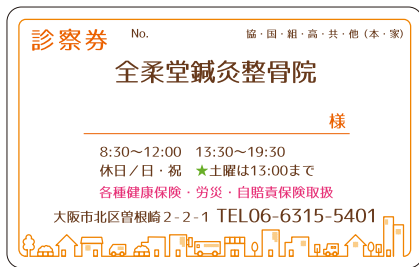 診察券 No. 協・国・組・高・共・他（本・家）
全柔堂鍼灸整骨院
様
8:30〜12:00 13:30〜19:30
休日／日・祝 ★土曜は13:00まで
各種健康保険・労災・自賠責保険取扱
大阪市北区曽根崎2-2-1 TEL06-6315-5401